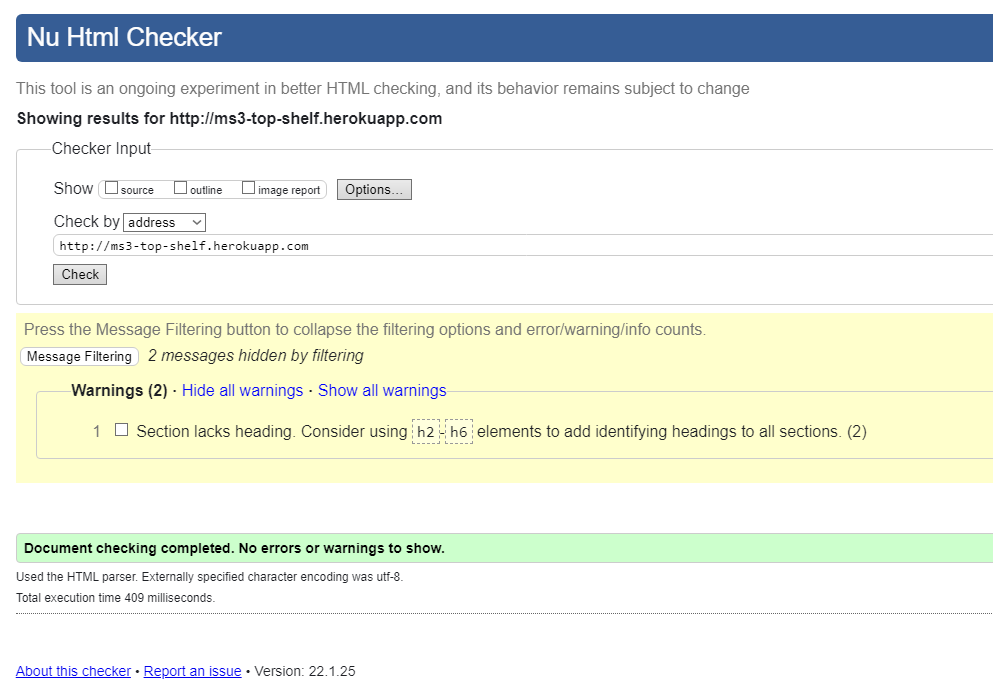 Nu Html Checker
This tool is an ongoing experiment in better HTML checking, and its behavior remains subject to change
Showing results for http://ms3-top-shelf.herokuapp.com
Checker Input
Show source outline image report Options...
Check by address
http://ms3-top-shelf.herokuapp.com
Check
Press the Message Filtering button to collapse the filtering options and error/warning/info counts.
Message Filtering 2 messages hidden by filtering
Warnings (2) · Hide all warnings · Show all warnings
1 Section lacks heading. Consider using h2-h6 elements to add identifying headings to all sections. (2)
Document checking completed. No errors or warnings to show.
Used the HTML parser. Externally specified character encoding was utf-8.
Total execution time 409 milliseconds.
About this checker • Report an issue • Version: 22.1.25